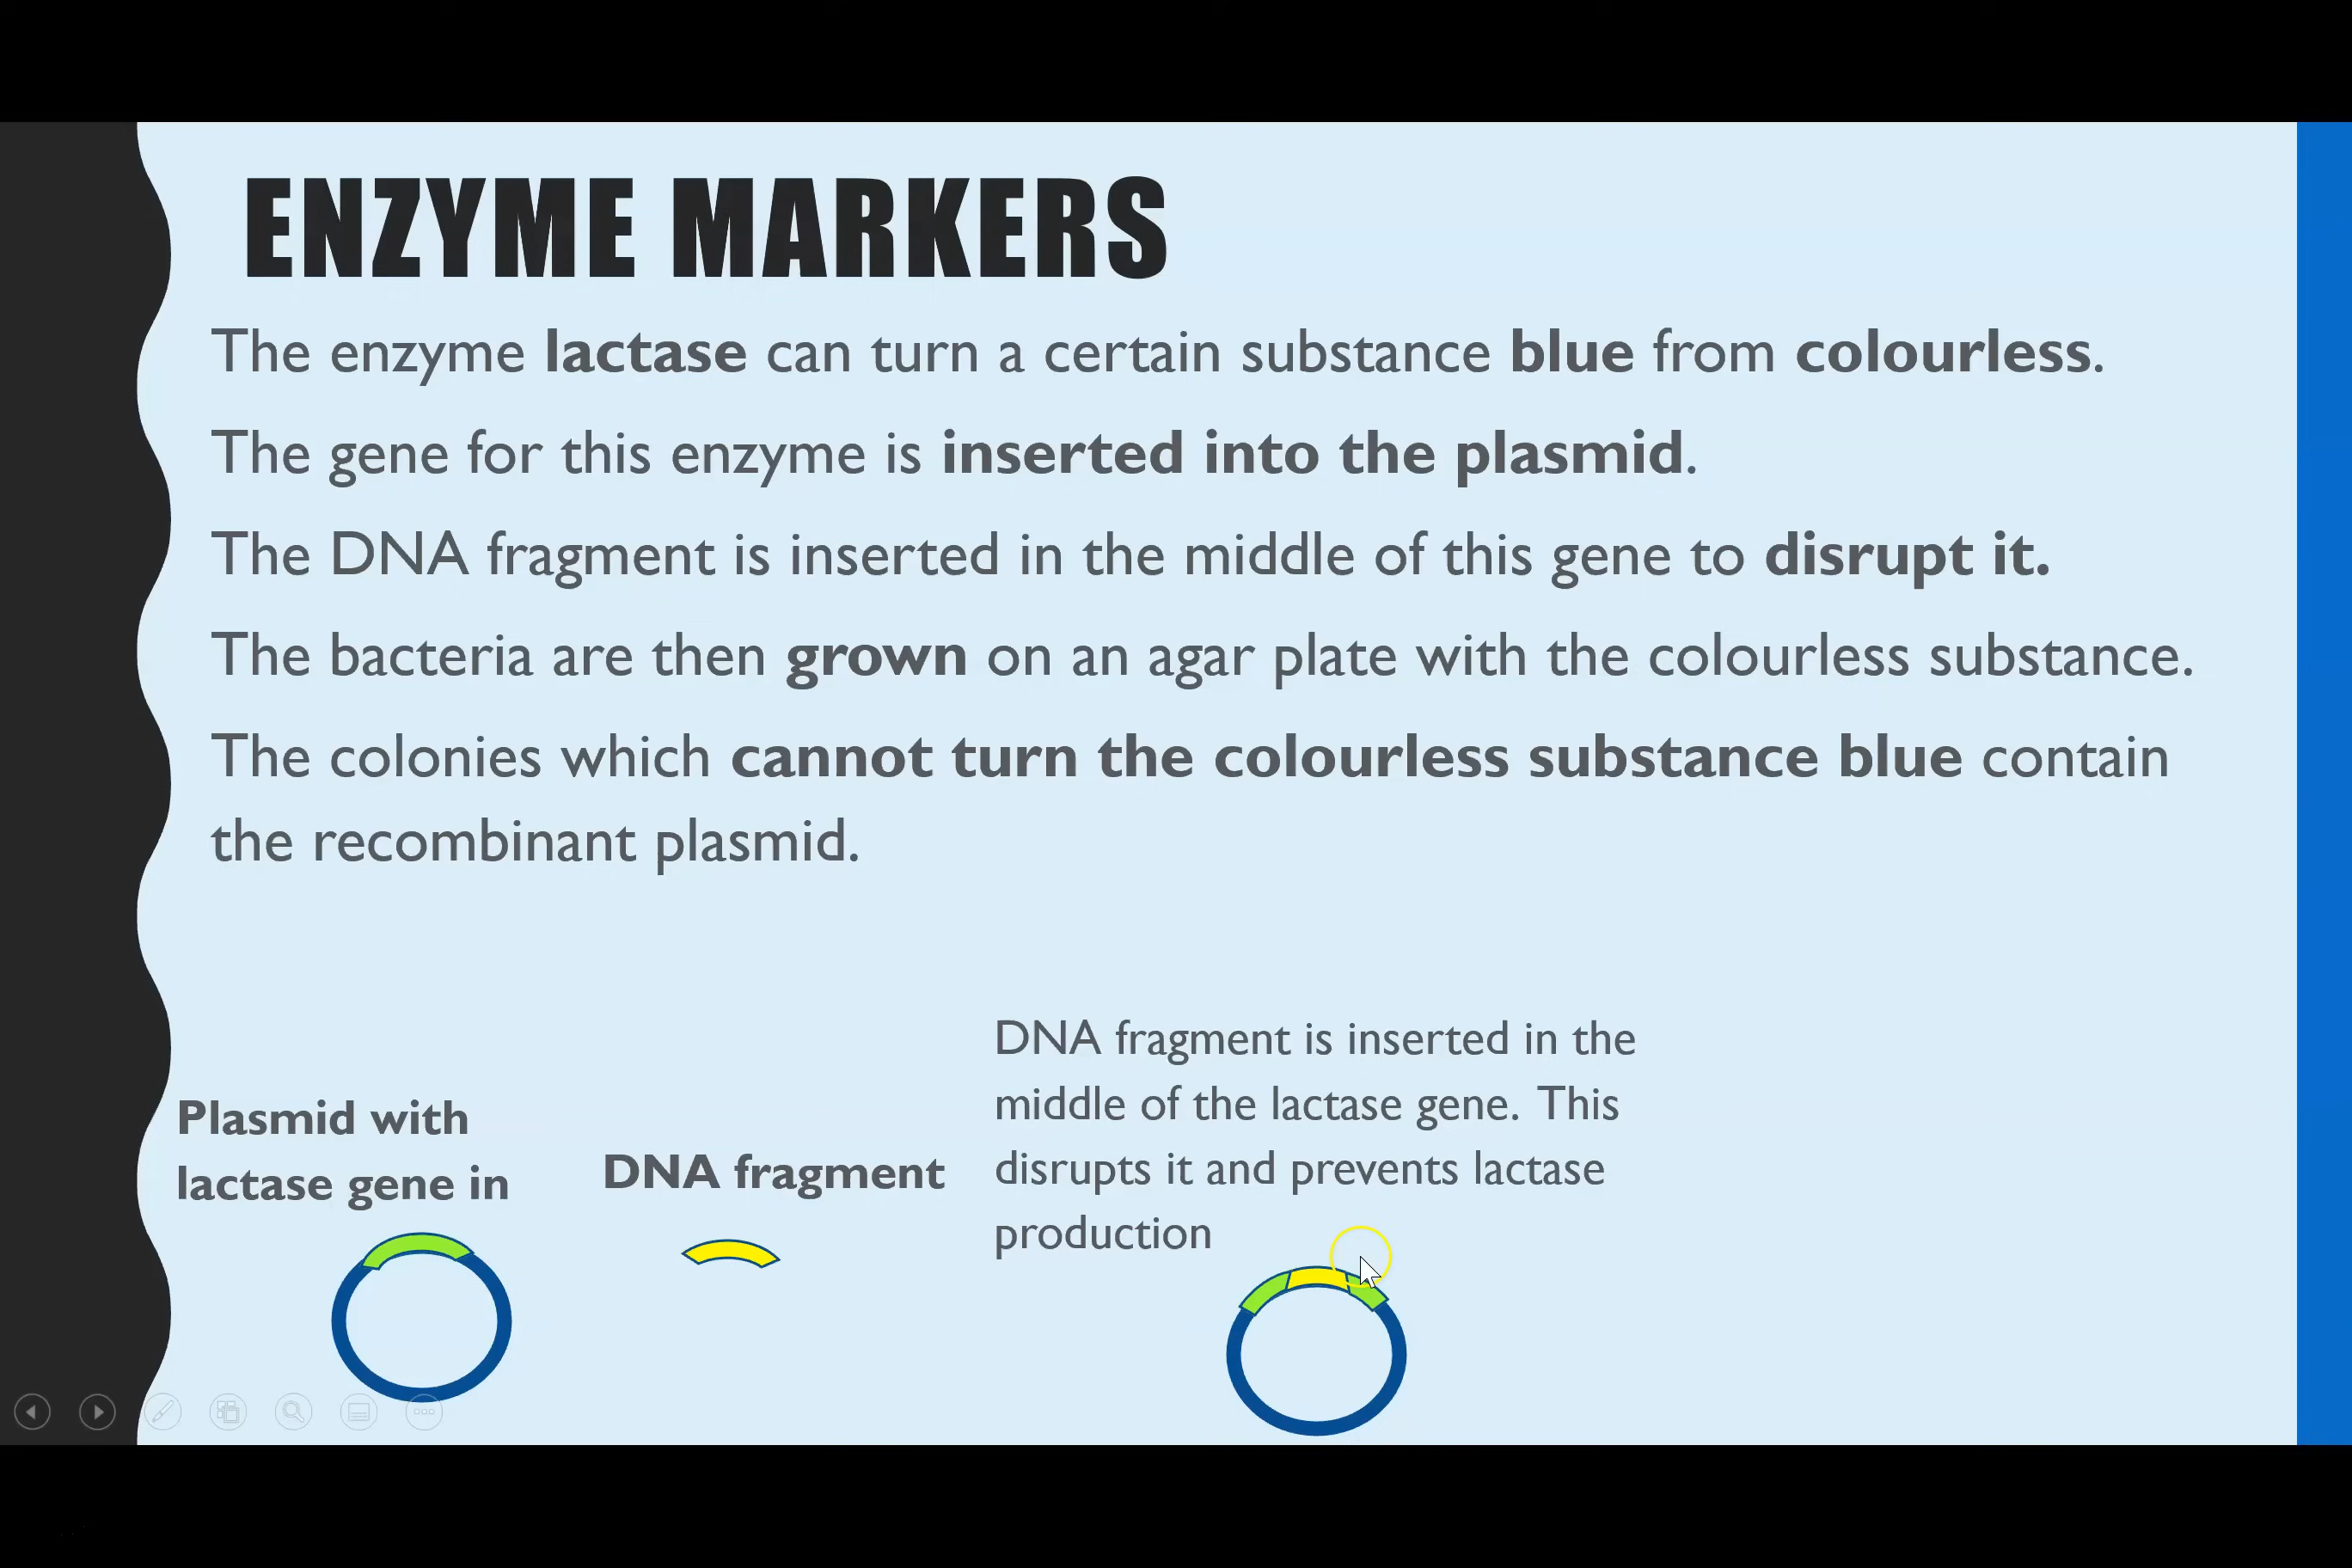 ENZYME MARKERS
The enzyme lactase can turn a certain substance blue from colourless.
The gene for this enzyme is inserted into the plasmid.
The DNA fragment is inserted in the middle of this gene to disrupt it.
The bacteria are then grown on an agar plate with the colourless substance.
The colonies which cannot turn the colourless substance blue contain
the recombinant plasmid.
Plasmid with
lactase gene in
DNA fragment
DNA fragment is inserted in the
middle of the lactase gene. This
disrupts it and prevents lactase
production